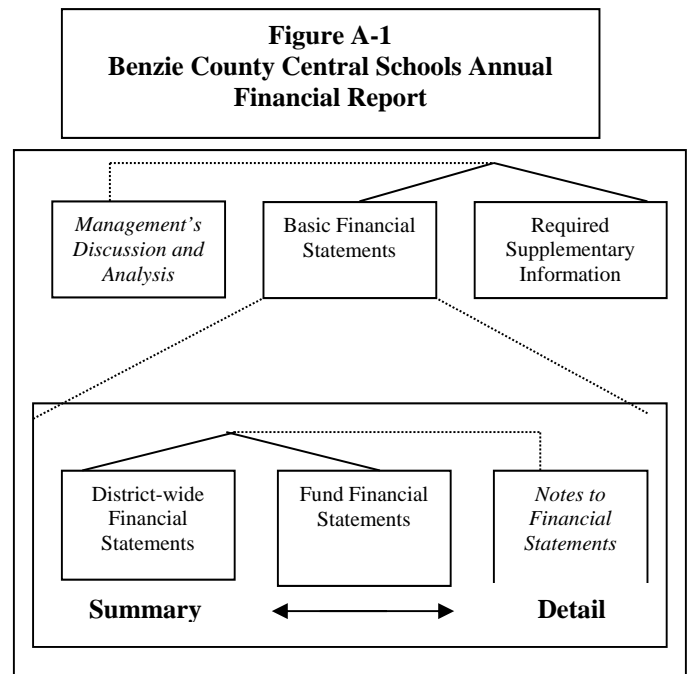 Figure A-1
Benzie County Central Schools Annual
Financial Report
Management’s
Discussion and
Analysis
Basic Financial
Statements
Required
Supplementary
Information
District-wide
Financial
Statements
Fund Financial
Statements
Notes to
Financial
Statements
Summary
Detail